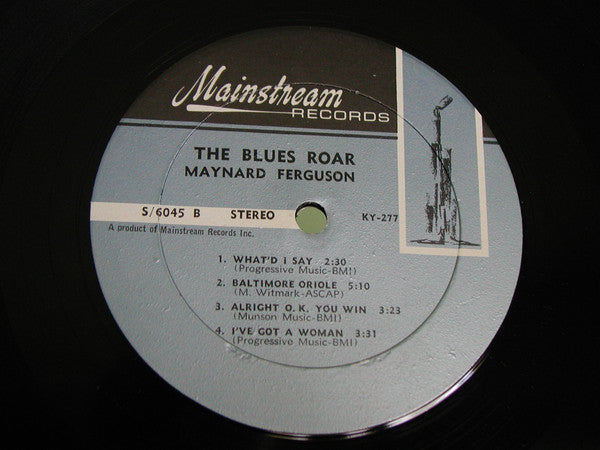 Mainstream
RECORDS
THE BLUES ROAR
MAYNARD FERGUSON
S/6045 B STEREO KY-277
A product of Mainstream Records Inc.
1. WHAT'D I SAY 2:30
(Progressive Music-BMI)
2. BALTIMORE ORIOLE 5:10
(M. Witmark-ASCAP)
3. ALRIGHT O.K. YOU WIN 3:23
(Munson Music-BMI)
4. I'VE GOT A WOMAN 3:31
(Progressive Music-BMI)